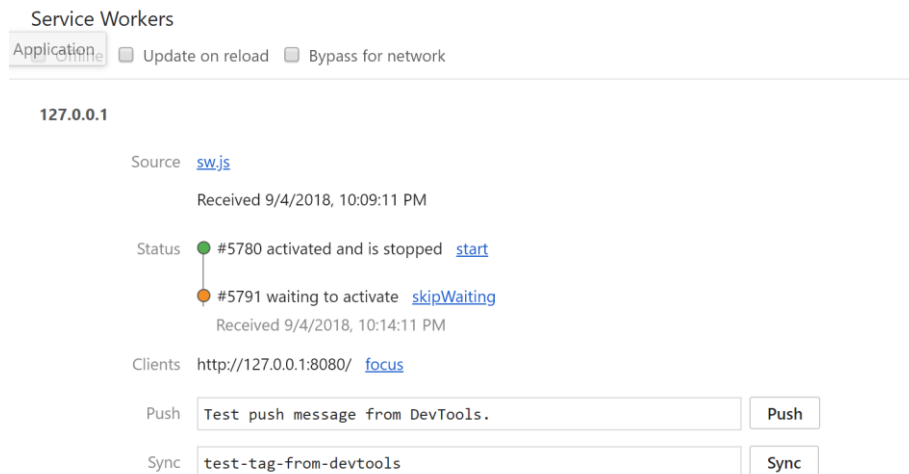 Service Workers
Application
Offline Update on reload Bypass for network
127.0.0.1
Source sw.js
Received 9/4/2018, 10:09:11 PM
Status #5780 activated and is stopped start
#5791 waiting to activate skipWaiting
Received 9/4/2018, 10:14:11 PM
Clients http://127.0.0.1:8080/ focus
Push Test push message from DevTools. Push
Sync test-tag-from-devtools Sync